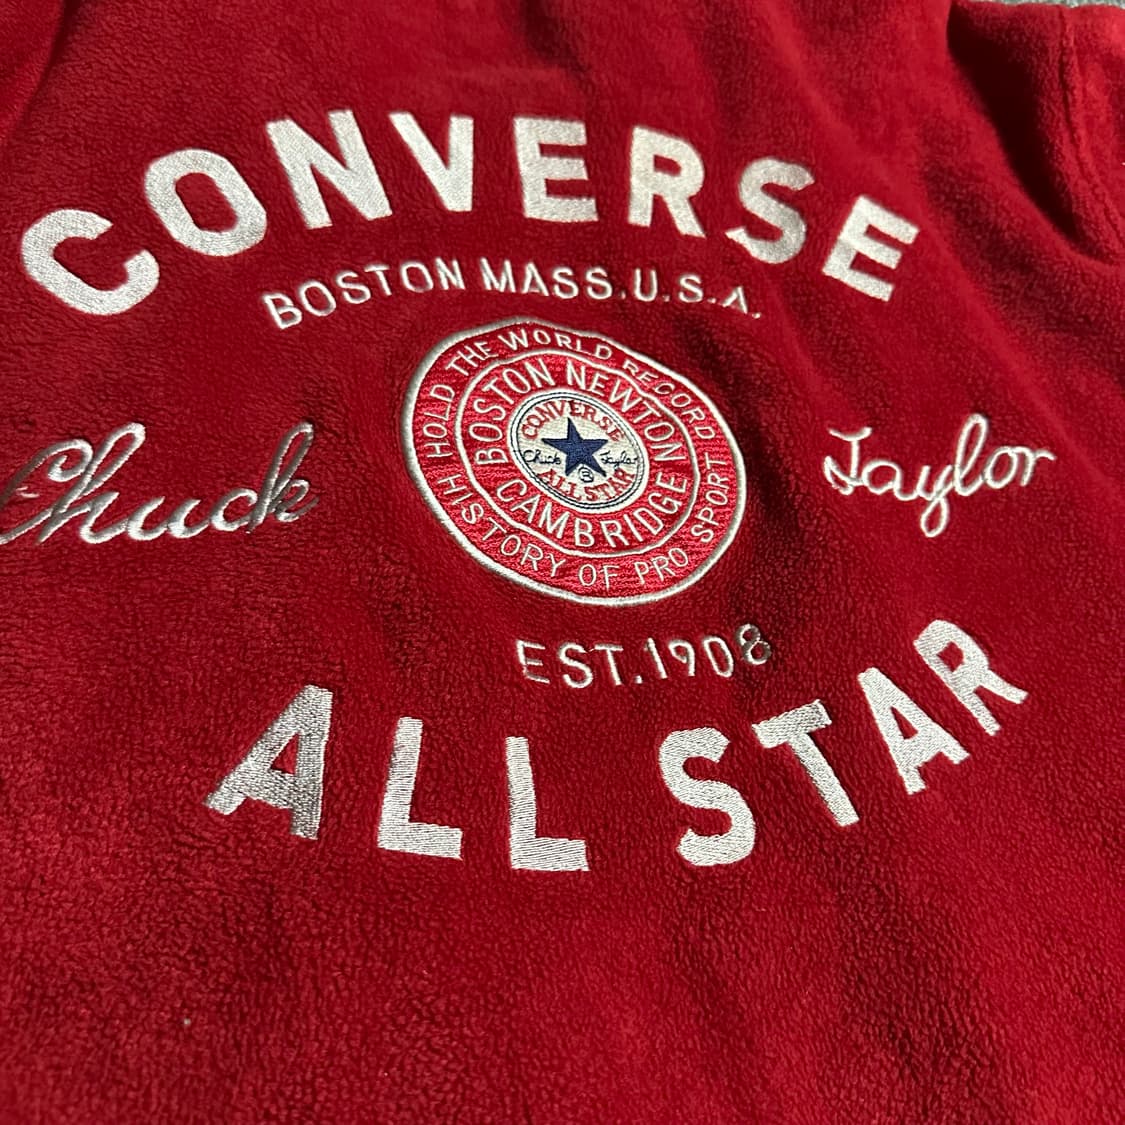 CONVERSE
BOSTON MASS.U.S.A.
HOLD THE WORLD RECORD
BOSTON NEWTON
CONVERSE
Chuck Taylor
ALL STAR
CAMBRIDGE
HISTORY OF PRO SPORT
Chuck Taylor
EST.1908
ALL STAR